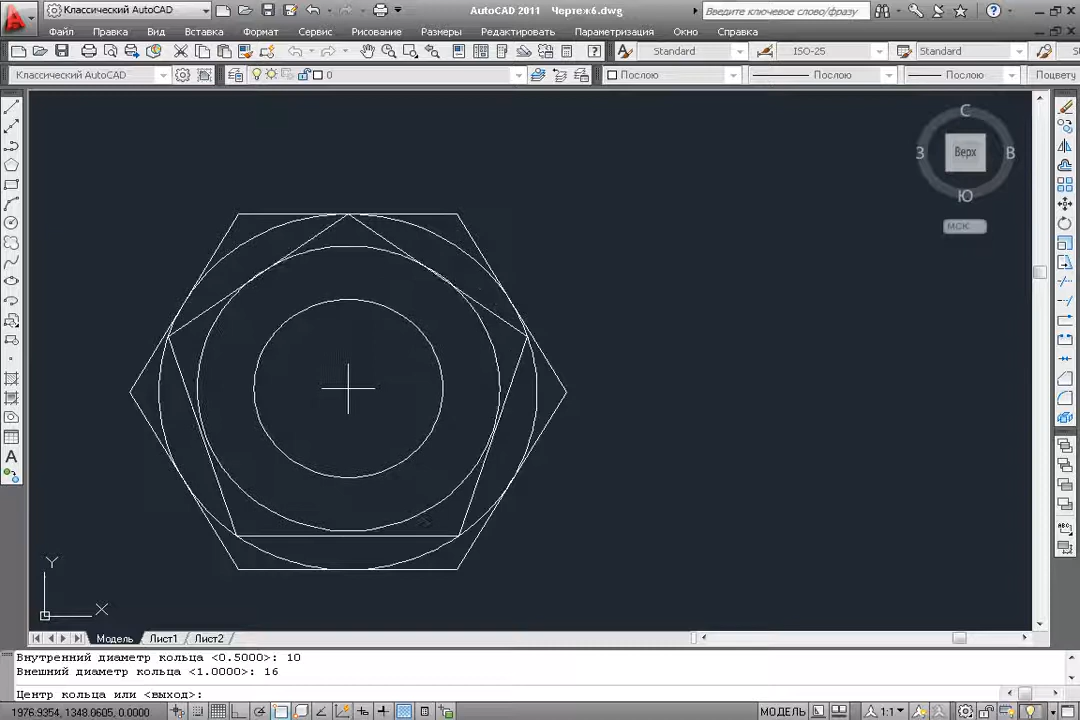 Классический AutoCAD
AutoCAD 2011 Чертеж6.dwg
Введите ключевое слово/фразу
Файл Правка Вид Вставка Формат Сервис Рисование Размеры Редактировать Параметризация Окно Справка
Standard
ISO-25
Standard
Классический AutoCAD
0
Послою
Послою
Послою
Поцвету
С
З
Верх
В
Ю
МСК
Y
X
A
Модель Лист1 Лист2
Внутренний диаметр кольца <0.5000>: 10
Внешний диаметр кольца <1.0000>: 16
Центр кольца или <выход>:
1976.9354, 1348.0605, 0.0000
МОДЕЛЬ
1:1